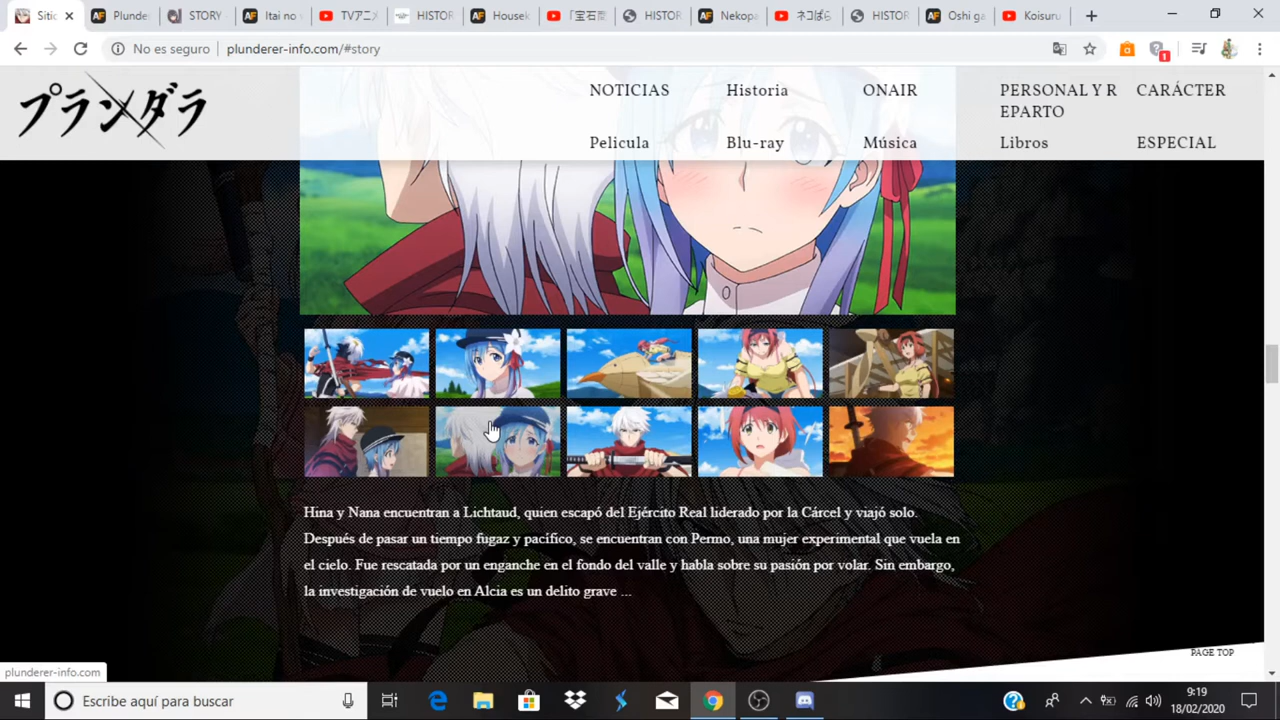 Sitio
Plunde
STORY
Itai no
TVアニメ
HISTOR
Housek
「宝石商
HISTOR
Nekopa
ネコぱら
HISTOR
Oshi ga
Koisuru
No es seguro
plunderer-info.com/#story
1
プランダラ
NOTICIAS
Historia
ONAIR
PERSONAL Y R
EPARTO
CARÁCTER
Pelicula
Blu-ray
Música
Libros
ESPECIAL
Hina y Nana encuentran a Lichtaud, quien escapó del Ejército Real liderado por la Cárcel y viajó solo.
Después de pasar un tiempo fugaz y pacífico, se encuentran con Permo, una mujer experimental que vuela en
el cielo. Fue rescatada por un enganche en el fondo del valle y habla sobre su pasión por volar. Sin embargo,
la investigación de vuelo en Alcia es un delito grave ...
PAGE TOP
plunderer-info.com
Escribe aquí para buscar
9:19
18/02/2020